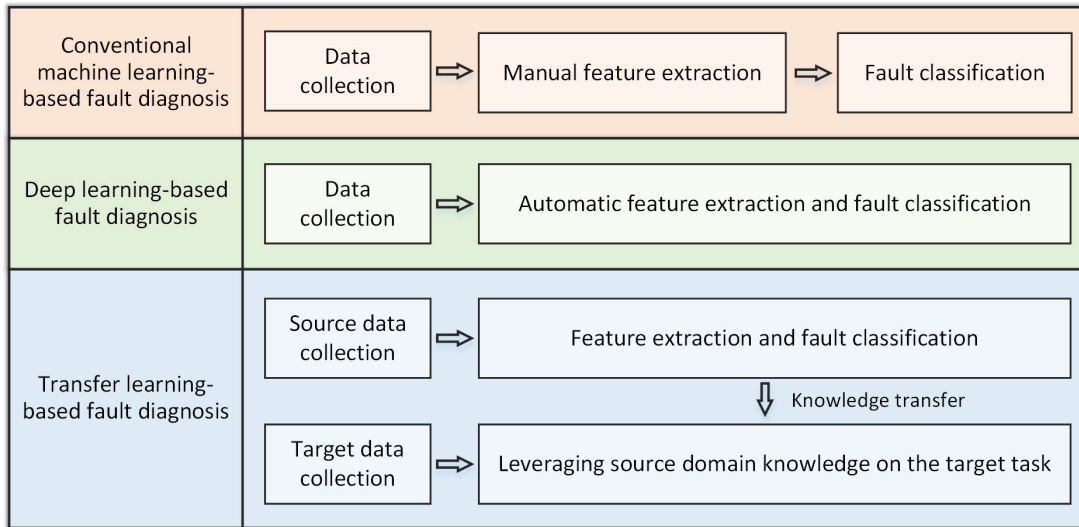 Conventional
machine learning-
based fault diagnosis
Data
collection
Manual feature extraction
Fault classification
Deep learning-based
fault diagnosis
Data
collection
Automatic feature extraction and fault classification
Transfer learning-
based fault diagnosis
Source data
collection
Feature extraction and fault classification
Knowledge transfer
Target data
collection
Leveraging source domain knowledge on the target task